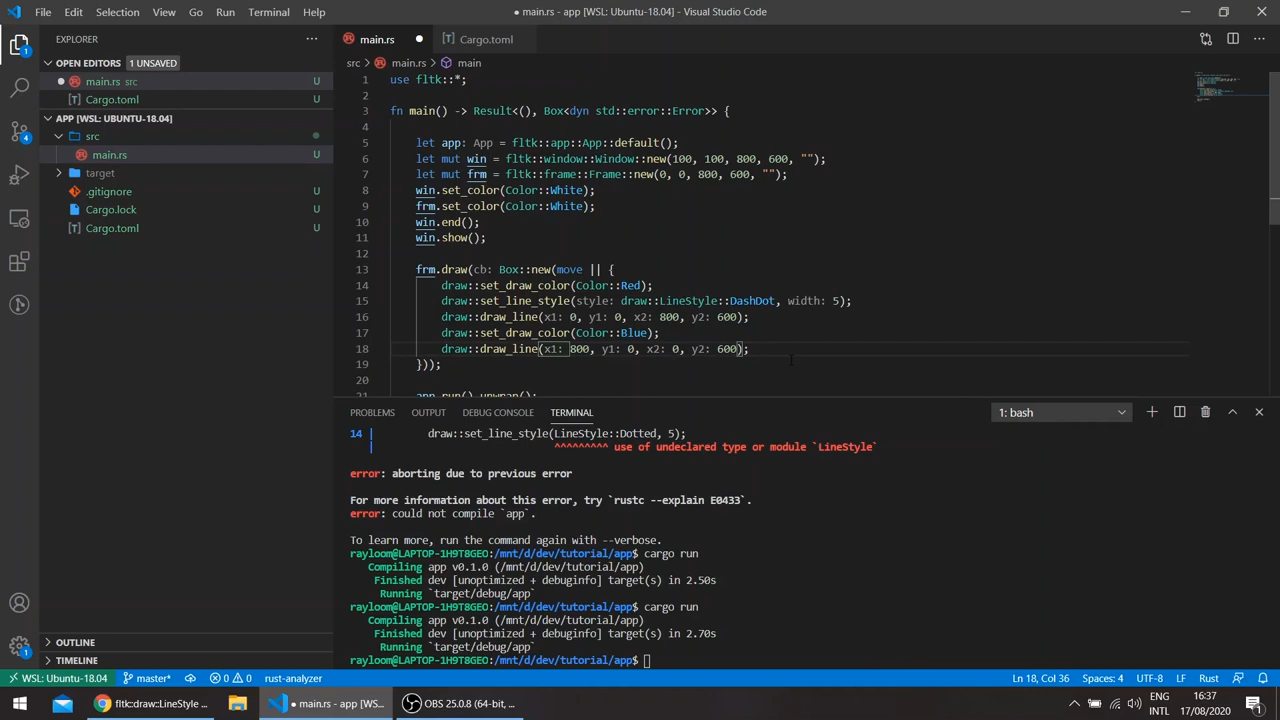 File Edit Selection View Go Run Terminal Help
● main.rs - app [WSL: Ubuntu-18.04] - Visual Studio Code
EXPLORER
OPEN EDITORS 1 UNSAVED
main.rs src U
Cargo.toml U
APP [WSL: UBUNTU-18.04]
src
main.rs U
target
.gitignore U
Cargo.lock U
Cargo.toml U
OUTLINE
TIMELINE
main.rs ● Cargo.toml
src > main.rs > main
1 use fltk::*;
2
3 fn main() -> Result<(), Box<dyn std::error::Error>> {
4
5 let app: App = fltk::app::App::default();
6 let mut win = fltk::window::Window::new(100, 100, 800, 600, "");
7 let mut frm = fltk::frame::Frame::new(0, 0, 800, 600, "");
8 win.set_color(Color::White);
9 frm.set_color(Color::White);
10 win.end();
11 win.show();
12
13 frm.draw(cb: Box::new(move || {
14 draw::set_draw_color(Color::Red);
15 draw::set_line_style(style: draw::LineStyle::DashDot, width: 5);
16 draw::draw_line(x1: 0, y1: 0, x2: 800, y2: 600);
17 draw::set_draw_color(Color::Blue);
18 draw::draw_line(x1: 800, y1: 0, x2: 0, y2: 600);
19 }));
20
21 app.run().unwrap();
PROBLEMS OUTPUT DEBUG CONSOLE TERMINAL 1: bash
14 | draw::set_line_style(LineStyle::Dotted, 5);
| ^^^^^^^^^ use of undeclared type or module `LineStyle`
error: aborting due to previous error
For more information about this error, try `rustc --explain E0433`.
error: could not compile `app`.
To learn more, run the command again with --verbose.
rayloom@LAPTOP-1H9T8GEO:/mnt/d/dev/tutorial/app$ cargo run
Compiling app v0.1.0 (/mnt/d/dev/tutorial/app)
Finished dev [unoptimized + debuginfo] target(s) in 2.50s
Running `target/debug/app`
rayloom@LAPTOP-1H9T8GEO:/mnt/d/dev/tutorial/app$ cargo run
Compiling app v0.1.0 (/mnt/d/dev/tutorial/app)
Finished dev [unoptimized + debuginfo] target(s) in 2.70s
Running `target/debug/app`
rayloom@LAPTOP-1H9T8GEO:/mnt/d/dev/tutorial/app$
WSL: Ubuntu-18.04 master* 0 0 rust-analyzer Ln 18, Col 36 Spaces: 4 UTF-8 LF Rust
fltk::draw::LineStyle ... main.rs - app [WS... OBS 25.0.8 (64-bit, ...
ENG 16:37
INTL 17/08/2020